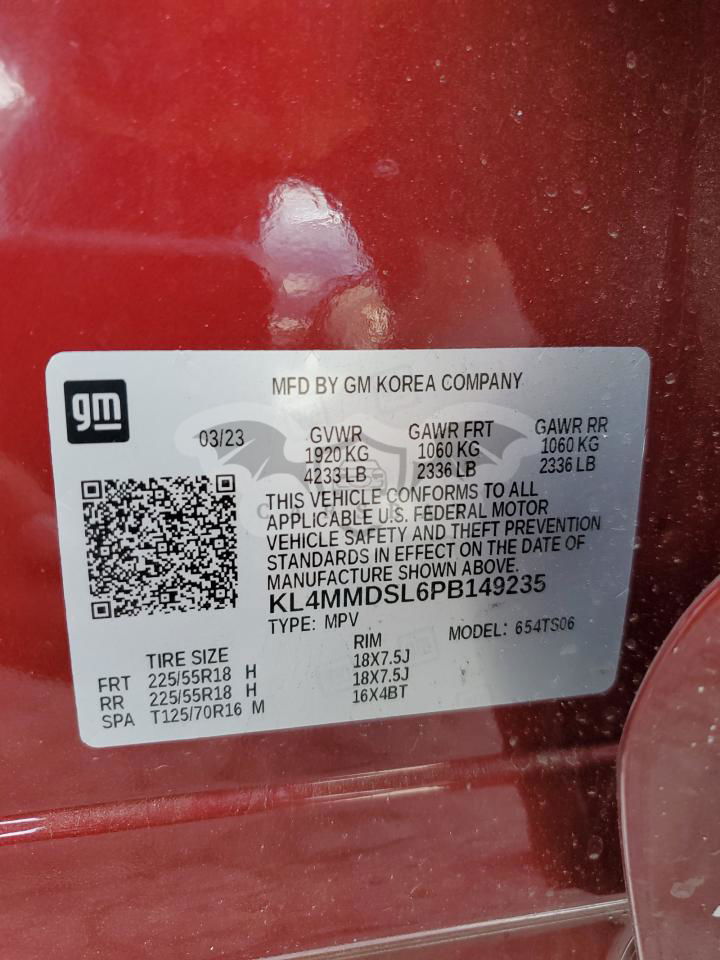 gm
MFD BY GM KOREA COMPANY
03/23
GVWR GAWR FRT GAWR RR
1920 KG 1060 KG 1060 KG
4233 LB 2336 LB 2336 LB
THIS VEHICLE CONFORMS TO ALL
APPLICABLE U.S. FEDERAL MOTOR
VEHICLE SAFETY AND THEFT PREVENTION
STANDARDS IN EFFECT ON THE DATE OF
MANUFACTURE SHOWN ABOVE.
KL4MMDSL6PB149235
TYPE: MPV MODEL: 654TS06
TIRE SIZE RIM
FRT 225/55R18 H 18X7.5J
RR 225/55R18 H 18X7.5J
SPA T125/70R16 M 16X4BT